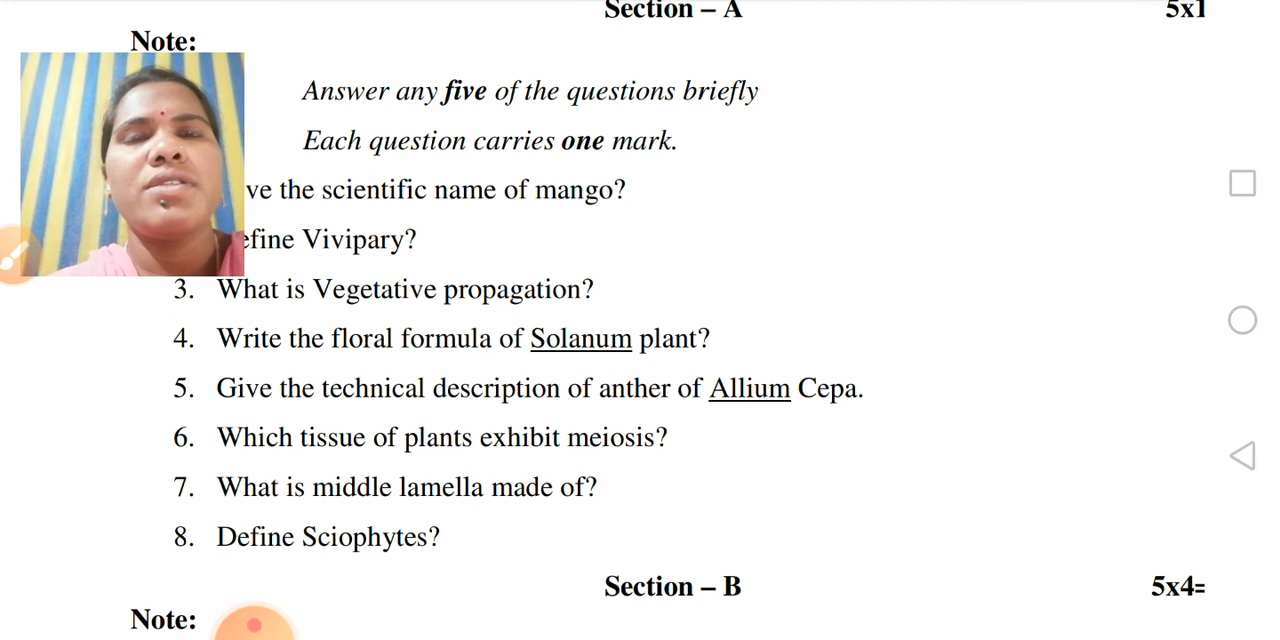 Section – A 5x1
Note:
Answer any five of the questions briefly
Each question carries one mark.
ve the scientific name of mango?
efine Vivipary?
3. What is Vegetative propagation?
4. Write the floral formula of Solanum plant?
5. Give the technical description of anther of Allium Cepa.
6. Which tissue of plants exhibit meiosis?
7. What is middle lamella made of?
8. Define Sciophytes?
Section – B 5x4=
Note: